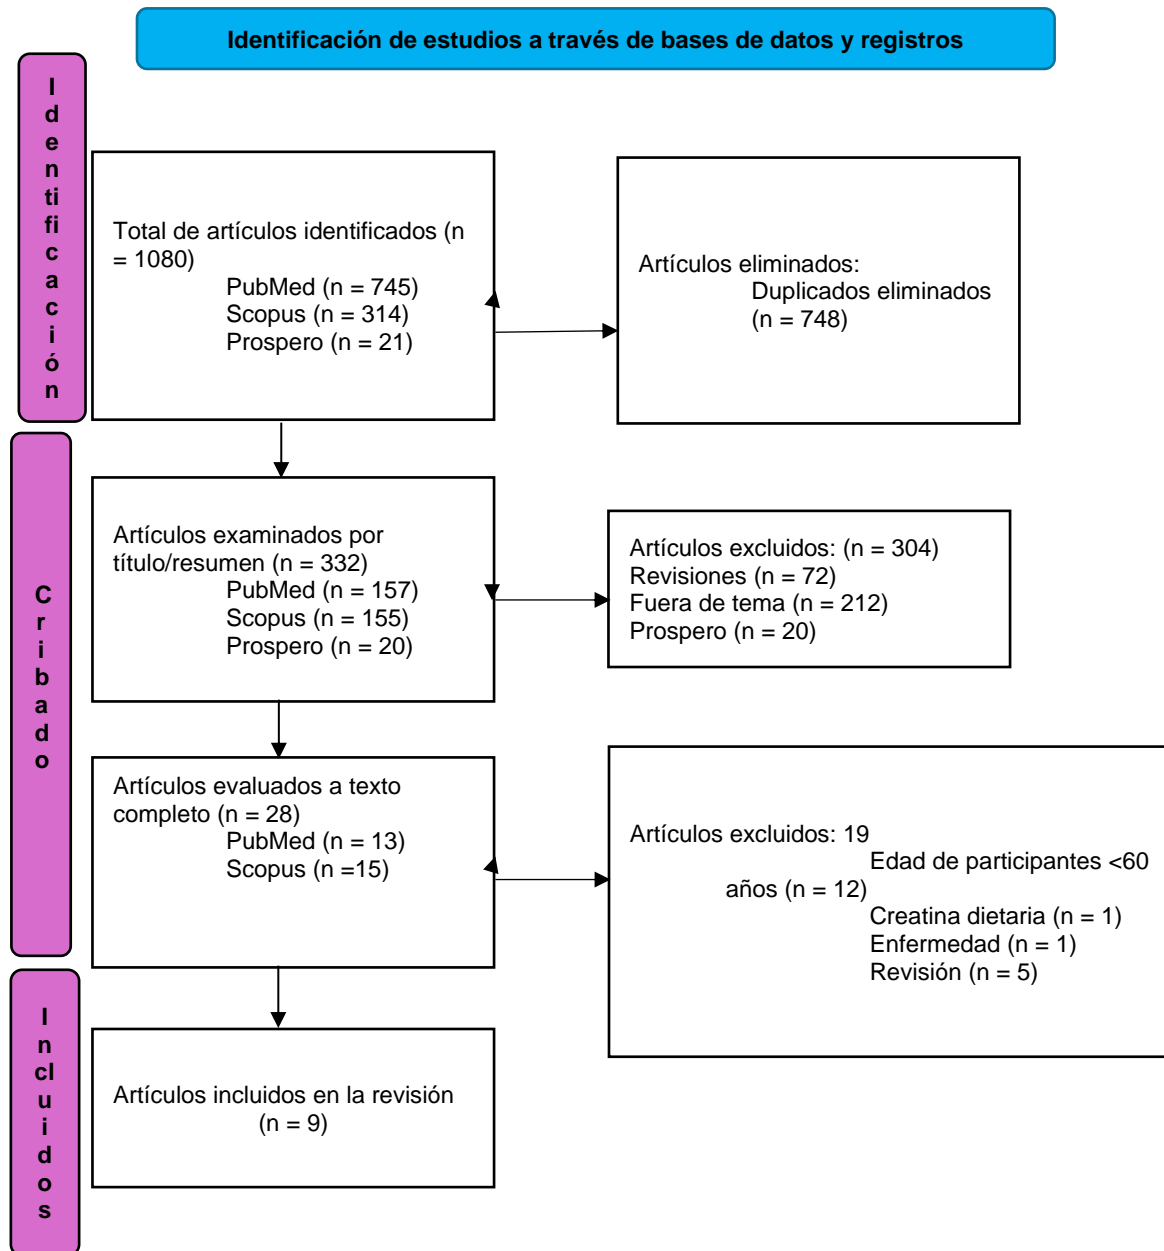 Identificación de estudios a través de bases de datos y registros
Identificación
Total de artículos identificados (n
= 1080)
PubMed (n = 745)
Scopus (n = 314)
Prospero (n = 21)
Artículos eliminados:
Duplicados eliminados
(n = 748)
Cribado
Artículos examinados por
título/resumen (n = 332)
PubMed (n = 157)
Scopus (n = 155)
Prospero (n = 20)
Artículos excluidos: (n = 304)
Revisiones (n = 72)
Fuera de tema (n = 212)
Prospero (n = 20)
Artículos evaluados a texto
completo (n = 28)
PubMed (n = 13)
Scopus (n =15)
Artículos excluidos: 19
Edad de participantes <60
años (n = 12)
Creatina dietaria (n = 1)
Enfermedad (n = 1)
Revisión (n = 5)
Incluidos
Artículos incluidos en la revisión
(n = 9)